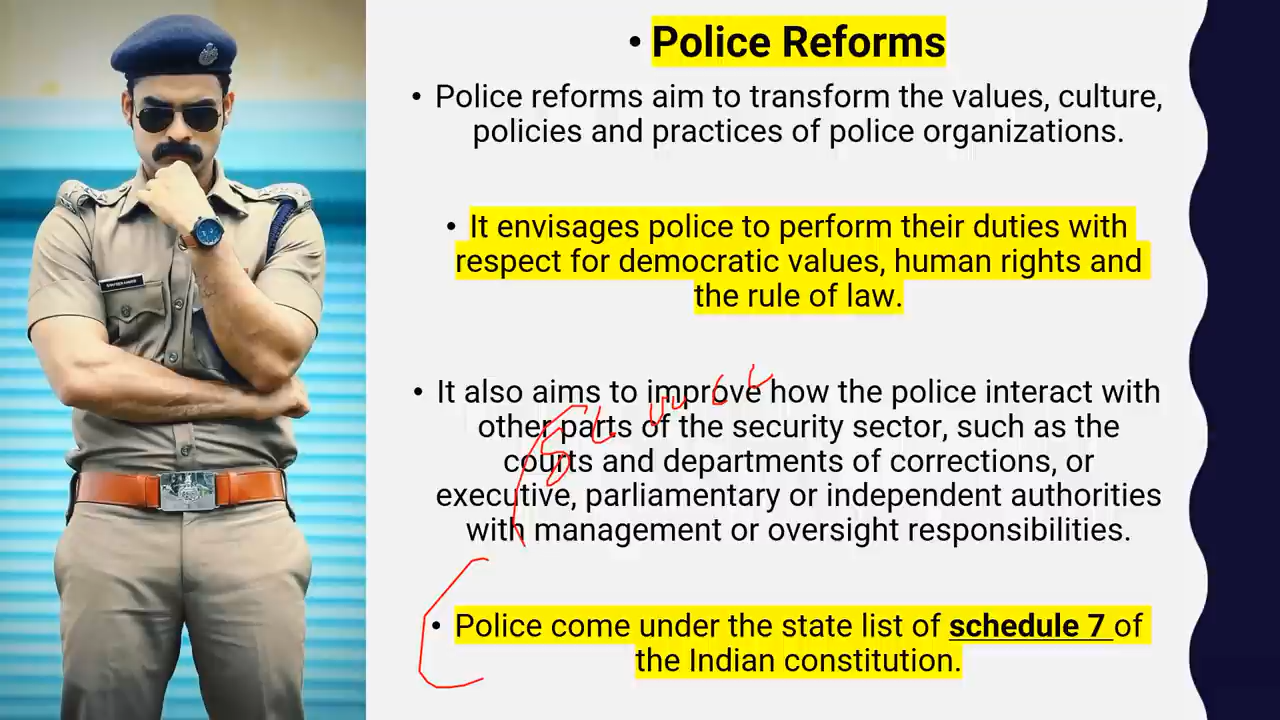 • Police Reforms
• Police reforms aim to transform the values, culture,
policies and practices of police organizations.
• It envisages police to perform their duties with
respect for democratic values, human rights and
the rule of law.
• It also aims to improve how the police interact with
other parts of the security sector, such as the
courts and departments of corrections, or
executive, parliamentary or independent authorities
with management or oversight responsibilities.
• Police come under the state list of schedule 7 of
the Indian constitution.